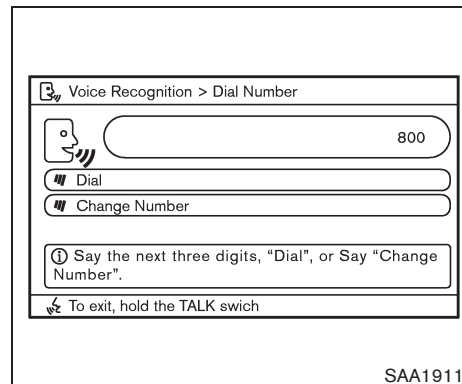 Voice Recognition > Dial Number
800
Dial
Change Number
Say the next three digits, “Dial”, or Say “Change
Number”.
To exit, hold the TALK swich
SAA1911